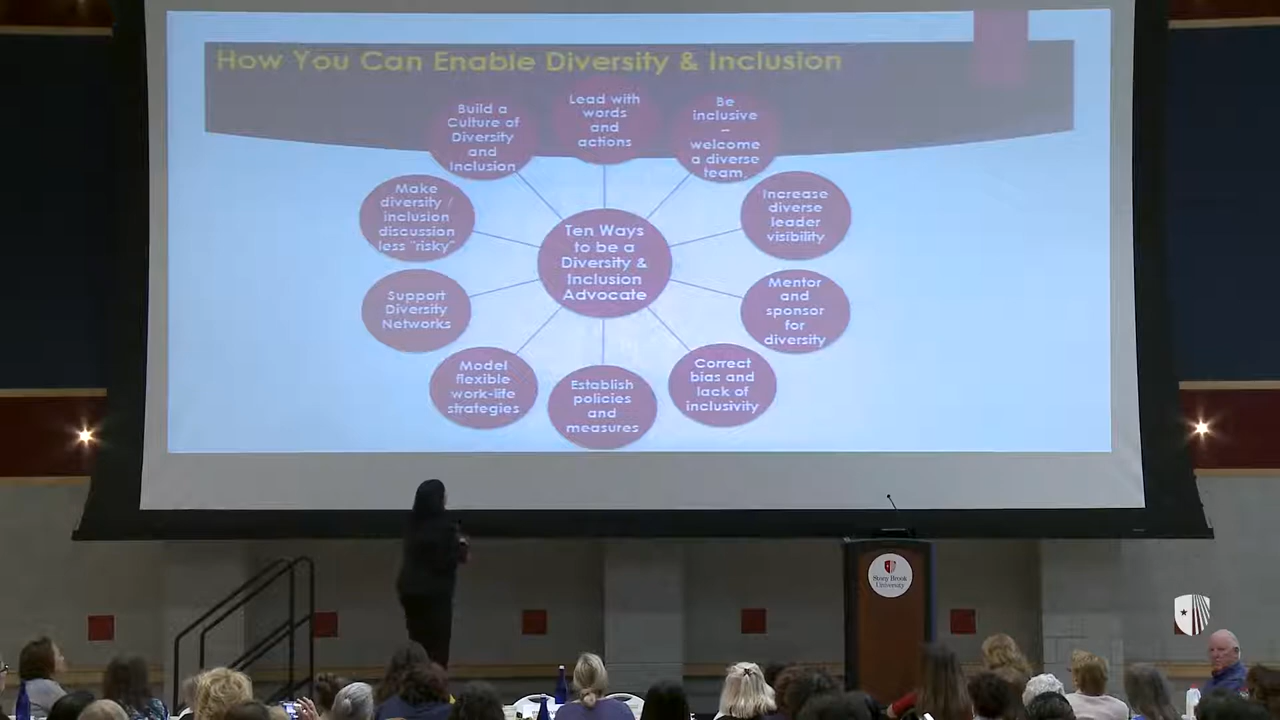 How You Can Enable Diversity & Inclusion
Lead with
words
and
actions
Be
inclusive
–
welcome
a diverse
team.
Increase
diverse
leader
visibility
Mentor
and
sponsor
for
diversity
Correct
bias and
lack of
inclusivity
Establish
policies
and
measures
Model
flexible
work-life
strategies
Support
Diversity
Networks
Make
diversity /
inclusion
discussion
less "risky"
Build a
Culture of
Diversity
and
Inclusion
Ten Ways
to be a
Diversity &
Inclusion
Advocate
Stony Brook
University